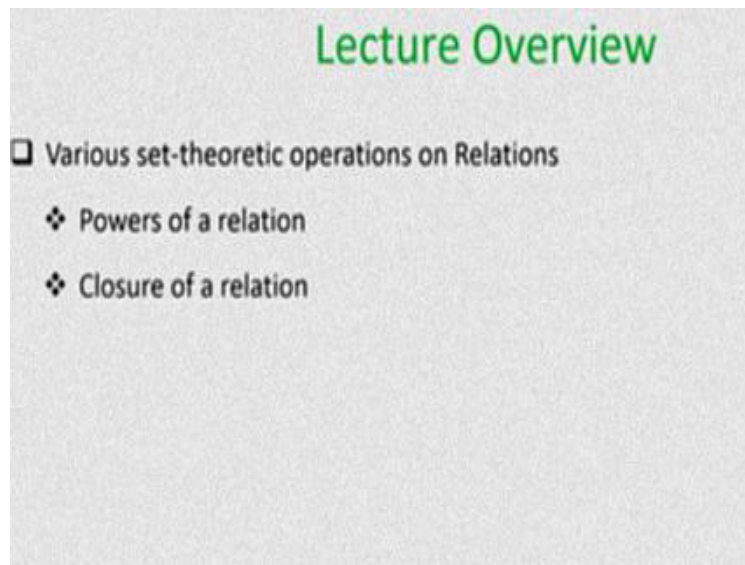 Lecture Overview
❑ Various set-theoretic operations on Relations
❖ Powers of a relation
❖ Closure of a relation